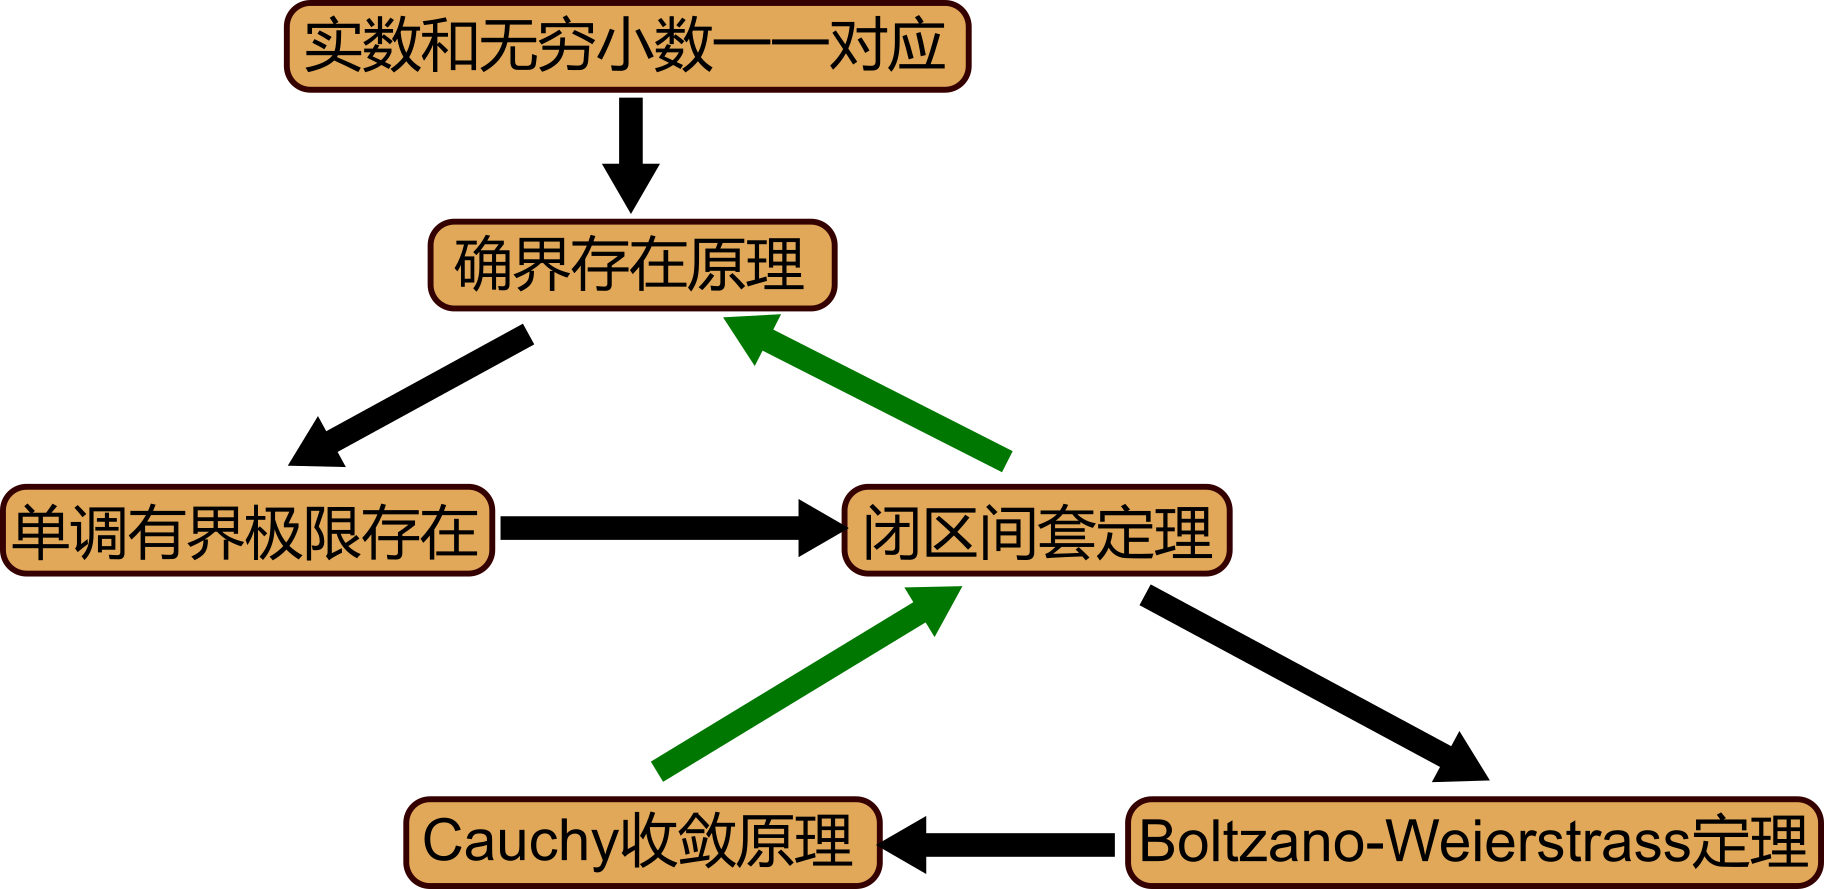 实数和无穷小数一一对应
确界存在原理
单调有界极限存在
闭区间套定理
Cauchy收敛原理
Boltzano-Weierstrass定理